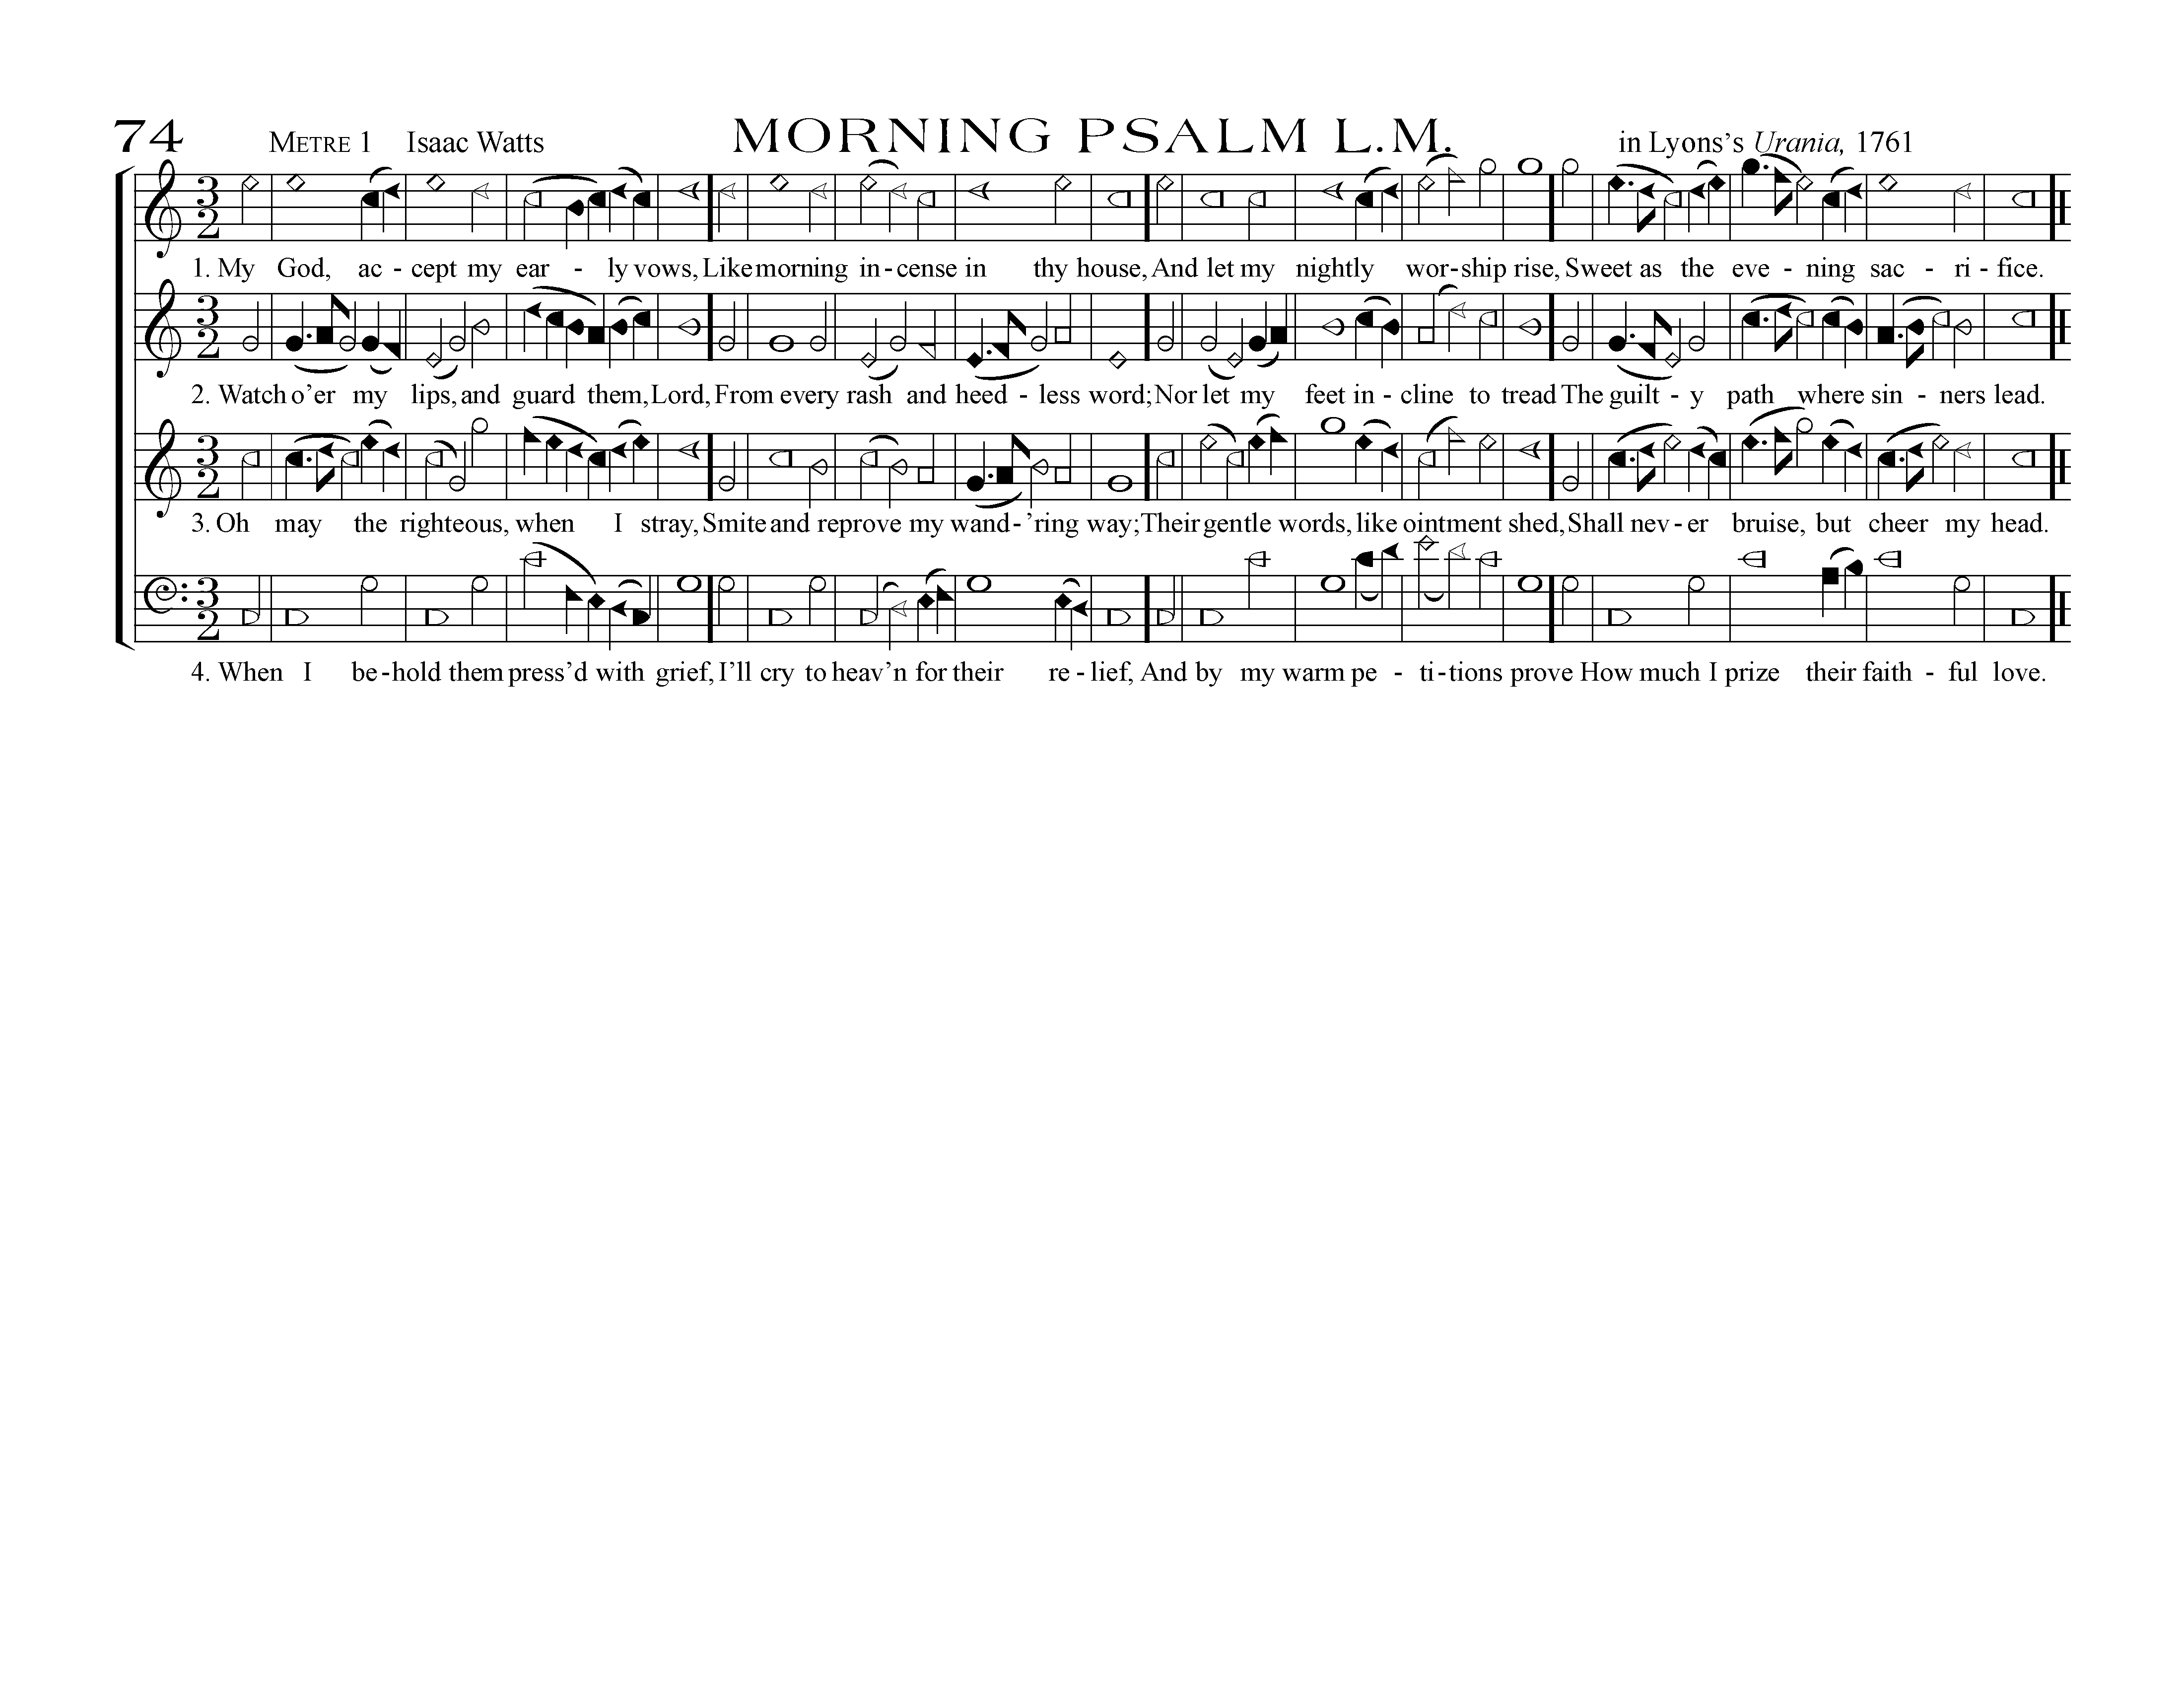 74 METRE 1 Isaac Watts MORNING PSALM L.M. in Lyons’s Urania, 1761
3
2
1. My God, ac - cept my ear - ly vows, Like morning in - cense in thy house, And let my nightly wor - ship rise, Sweet as the eve - ning sac - ri - fice.
3
2
2. Watch o’er my lips, and guard them, Lord, From every rash and heed - less word; Nor let my feet in - cline to tread The guilt - y path where sin - ners lead.
3
2
3. Oh may the righteous, when I stray, Smite and reprove my wand - ’ring way; Their gentle words, like ointment shed, Shall nev - er bruise, but cheer my head.
3
2
4. When I be - hold them press’d with grief, I’ll cry to heav’n for their re - lief, And by my warm pe - ti - tions prove How much I prize their faith - ful love.